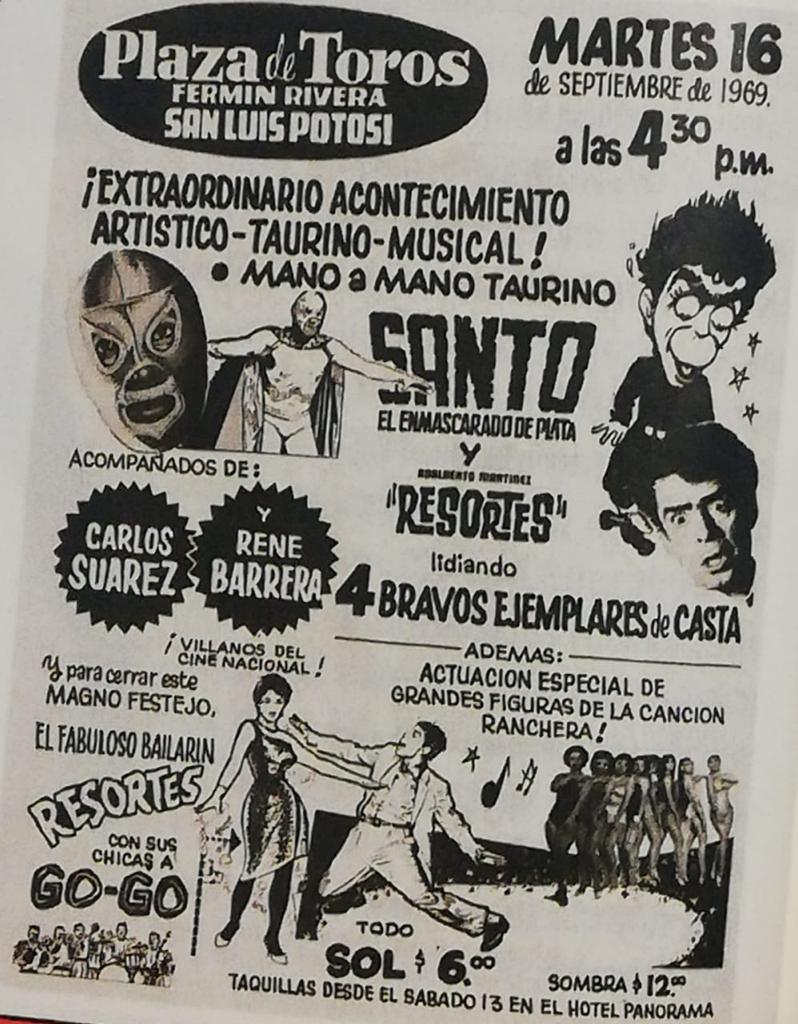 Plaza de Toros
FERMIN RIVERA
SAN LUIS POTOSI
MARTES 16
de SEPTIEMBRE de 1969.
a las 4 30 p.m.
¡EXTRAORDINARIO ACONTECIMIENTO
ARTISTICO-TAURINO-MUSICAL!
• MANO a MANO TAURINO
SANTO
EL ENMASCARADO DE PLATA
Y
ADALBERTO MARTINEZ
"RESORTES"
lidiando
4 BRAVOS EJEMPLARES de CASTA
ACOMPAÑADOS DE:
CARLOS
SUAREZ
Y
RENE
BARRERA
¡VILLANOS DEL
CINE NACIONAL!
ADEMAS:
ACTUACION ESPECIAL DE
GRANDES FIGURAS DE LA CANCION
RANCHERA!
Y para cerrar este
MAGNO FESTEJO,
EL FABULOSO BAILARIN
RESORTES
CON SUS
CHICAS A
GO-GO
TODO
SOL $ 6.00
SOMBRA $ 12.00
TAQUILLAS DESDE EL SABADO 13 EN EL HOTEL PANORAMA